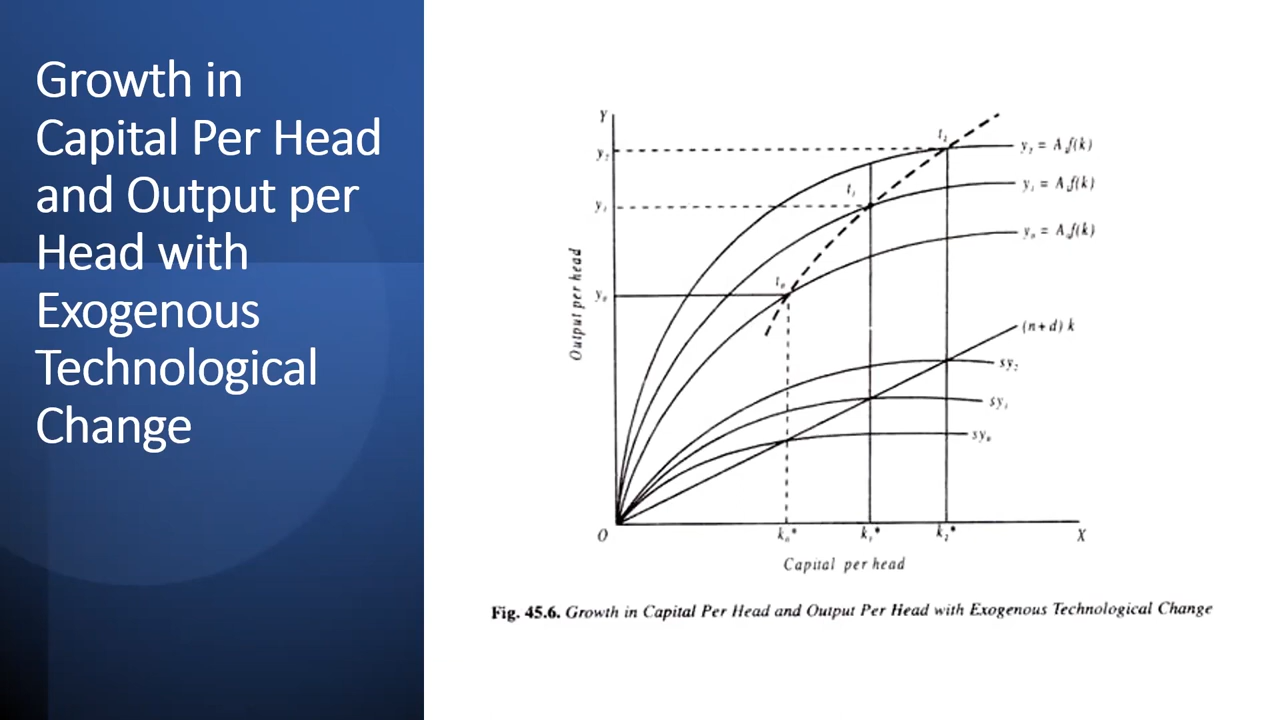 Growth in
Capital Per Head
and Output per
Head with
Exogenous
Technological
Change
Y
t₂
y₂
y₂ = A₂f(k)
t₁
y₁ = A₁f(k)
y₁
y₀ = A₀f(k)
Output per head
t₀
y₀
(n+d) k
sy₂
sy₁
sy₀
O
k₀*
k₁*
k₂*
X
Capital per head
Fig. 45.6. Growth in Capital Per Head and Output Per Head with Exogenous Technological Change